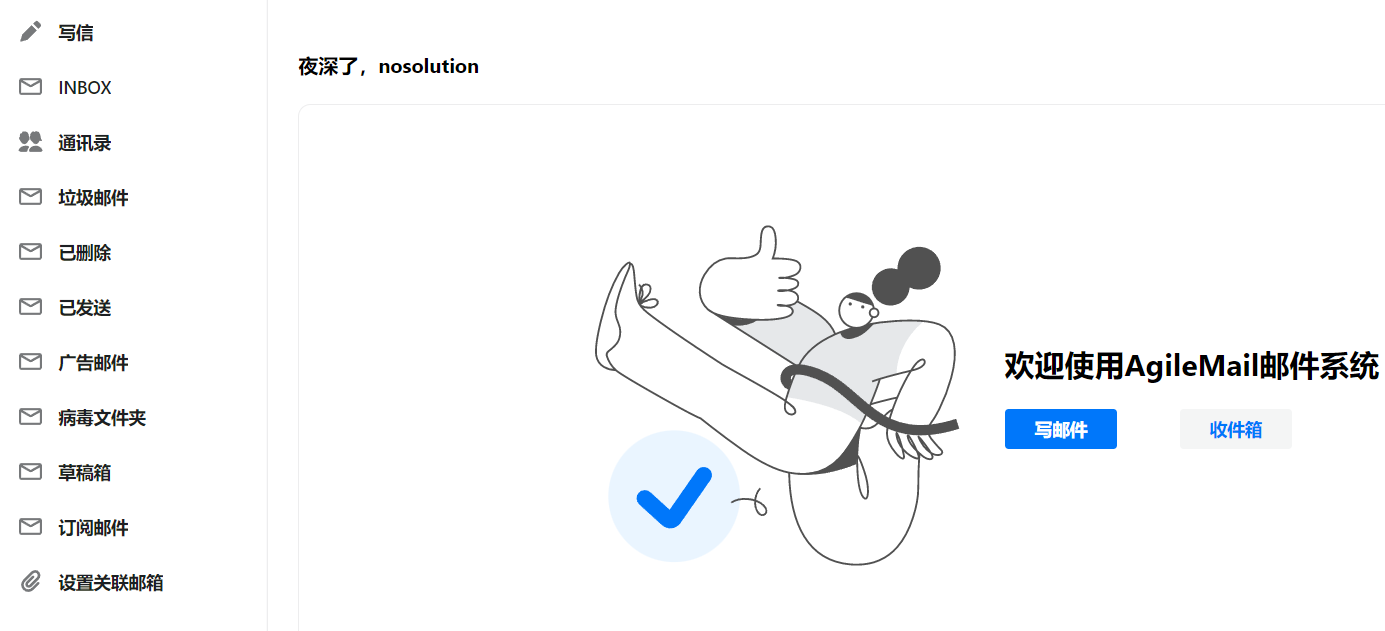 写信
INBOX
通讯录
垃圾邮件
已删除
已发送
广告邮件
病毒文件夹
草稿箱
订阅邮件
设置关联邮箱
夜深了，nosolution
欢迎使用AgileMail邮件系统
写邮件
收件箱